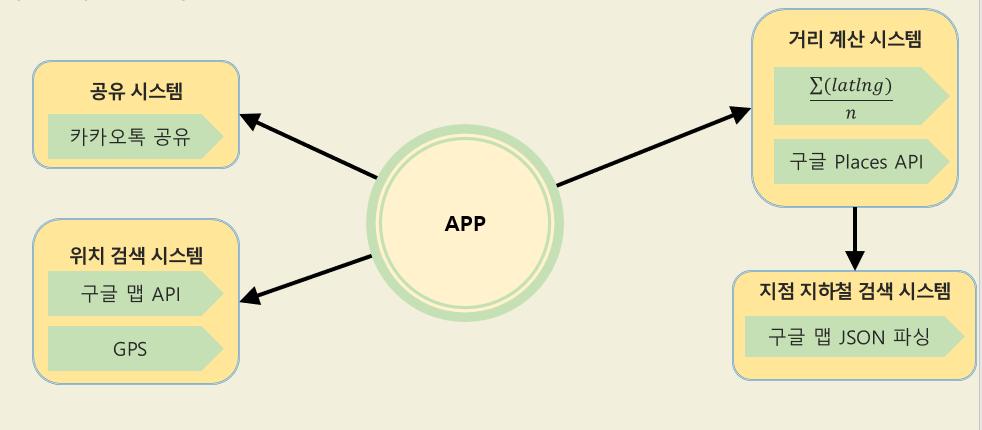 공유 시스템
카카오톡 공유
위치 검색 시스템
구글 맵 API
GPS
APP
거리 계산 시스템
∑(latlng)
n
구글 Places API
지점 지하철 검색 시스템
구글 맵 JSON 파싱